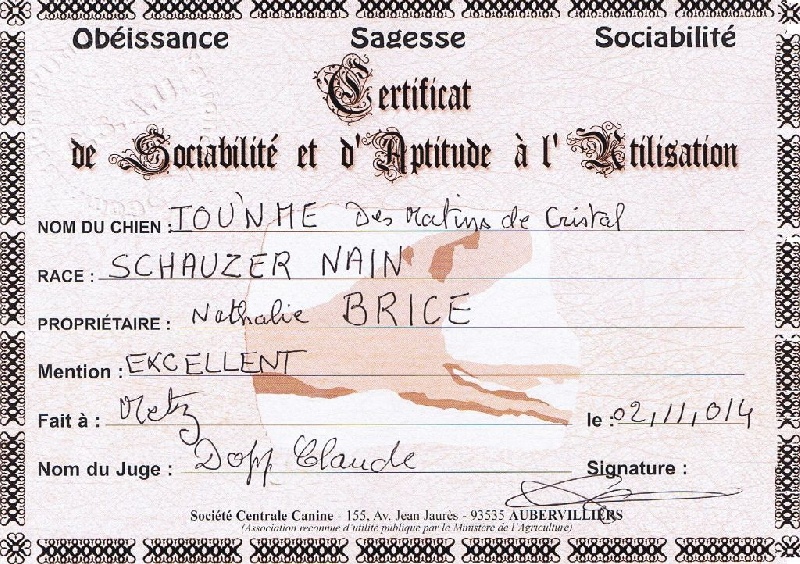 Obéissance Sagesse Sociabilité
Certificat
de Sociabilité et d'Aptitude à l'Utilisation
NOM DU CHIEN : TOU'NME Des Matins de Cristal
RACE : SCHAUZER NAIN
PROPRIÉTAIRE : Nathalie BRICE
Mention : EXCELLENT
Fait à : Metz le : 02,11,014
Nom du Juge : Dopp Claude Signature :
Société Centrale Canine - 155, Av. Jean Jaurès - 93535 AUBERVILLIERS
(Association reconnue d'utilité publique par le Ministère de l'Agriculture)